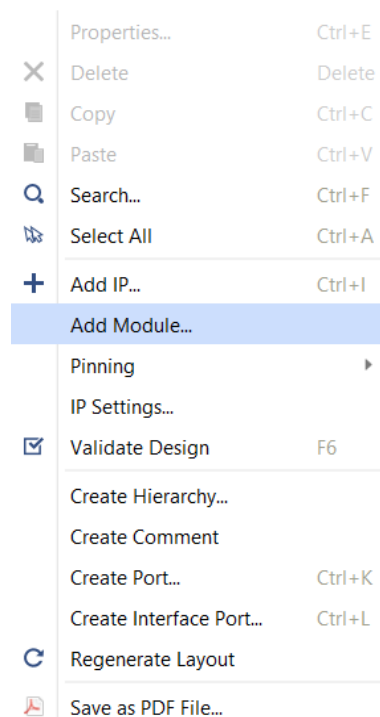 Properties... Ctrl+E
Delete Delete
Copy Ctrl+C
Paste Ctrl+V
Search... Ctrl+F
Select All Ctrl+A
Add IP... Ctrl+I
Add Module...
Pinning
IP Settings...
Validate Design F6
Create Hierarchy...
Create Comment
Create Port... Ctrl+K
Create Interface Port... Ctrl+L
Regenerate Layout
Save as PDF File...